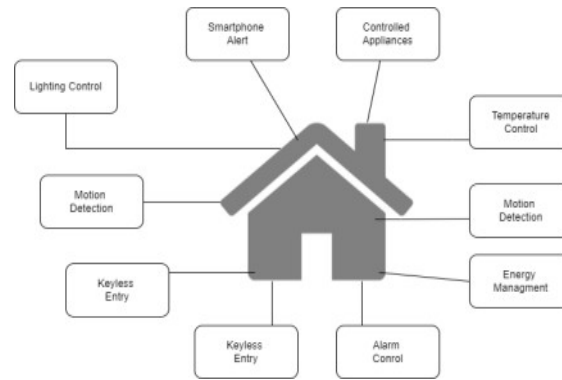 Smartphone
Alert
Controlled
Appliances
Lighting Control
Temperature
Control
Motion
Detection
Motion
Detection
Keyless
Entry
Energy
Managment
Keyless
Entry
Alarm
Conrol